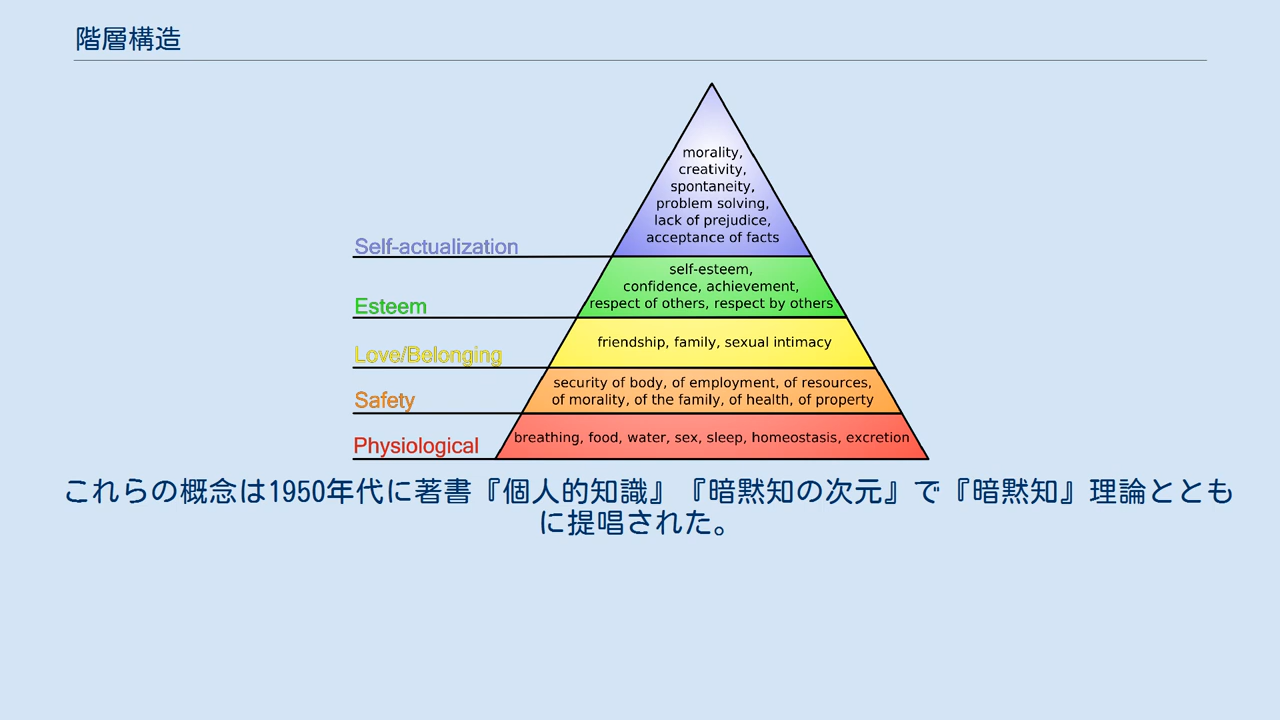 階層構造
morality,
creativity,
spontaneity,
problem solving,
lack of prejudice,
acceptance of facts
Self-actualization
self-esteem,
confidence, achievement,
respect of others, respect by others
Esteem
friendship, family, sexual intimacy
Love/Belonging
security of body, of employment, of resources,
of morality, of the family, of health, of property
Safety
breathing, food, water, sex, sleep, homeostasis, excretion
Physiological
これらの概念は1950年代に著書『個人的知識』『暗黙知の次元』で『暗黙知』理論ととも
に提唱された。